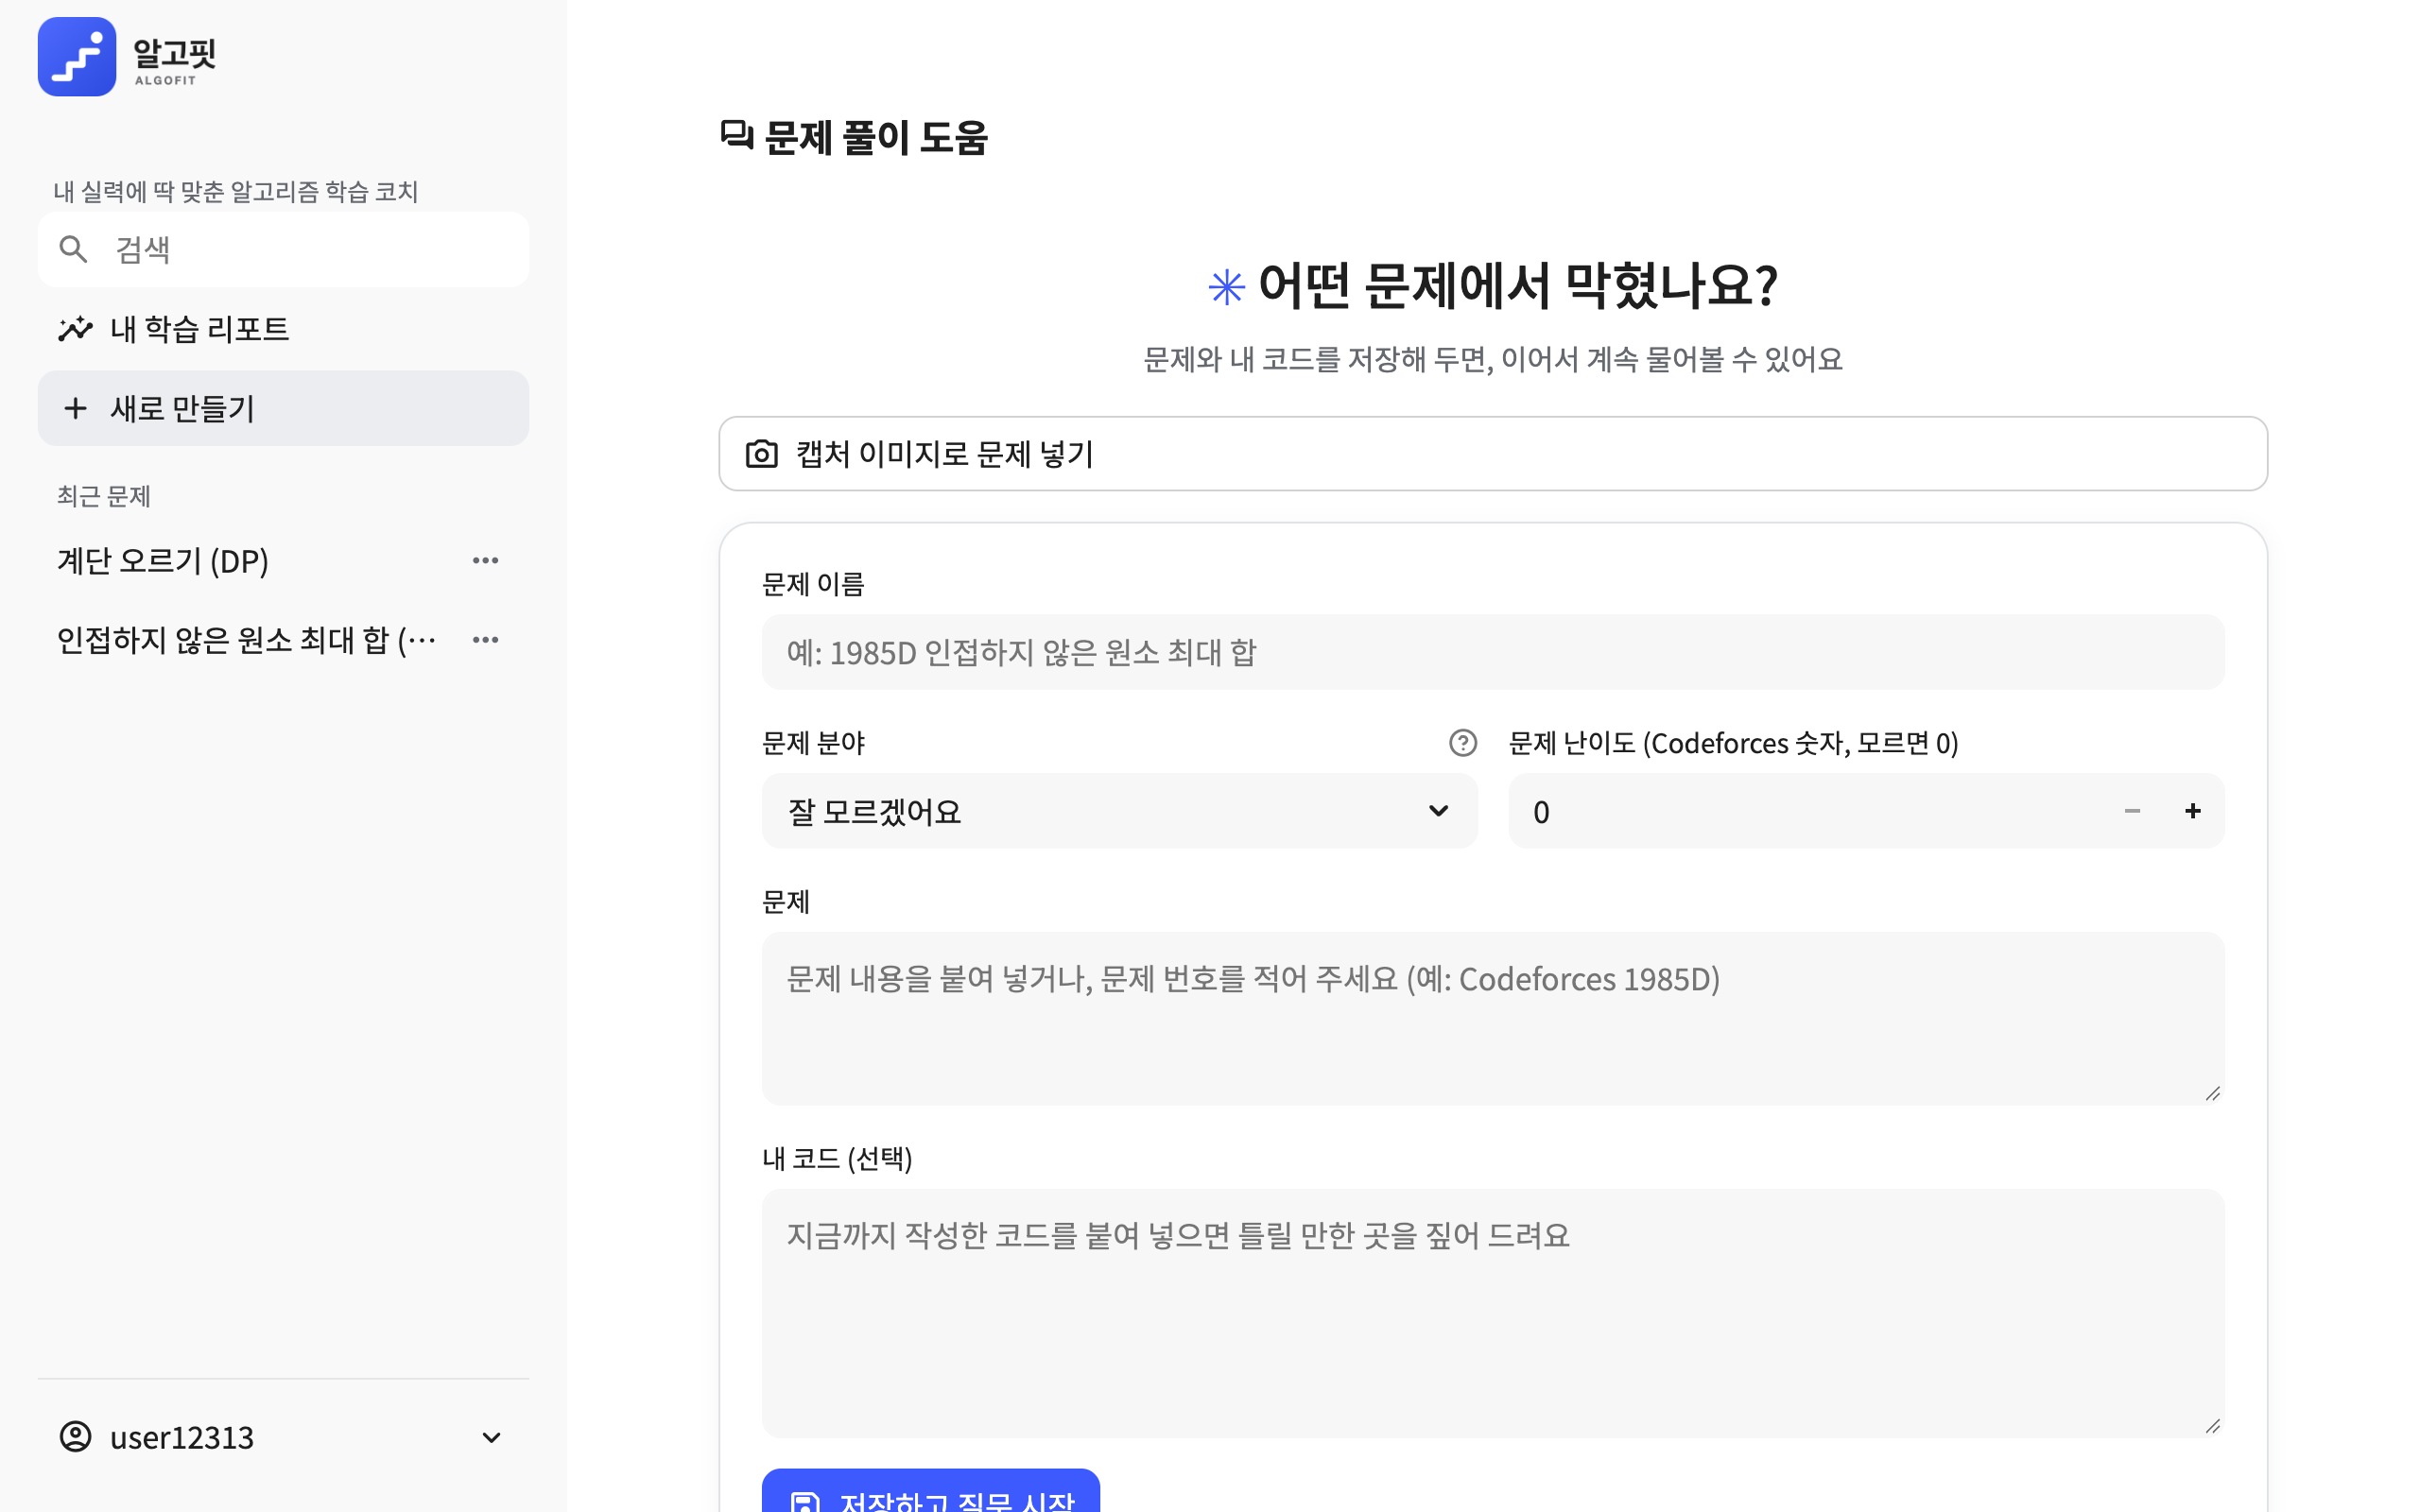 알고핏
ALGOFIT
내 실력에 딱 맞춘 알고리즘 학습 코치
검색
내 학습 리포트
새로 만들기
최근 문제
계단 오르기 (DP)
인접하지 않은 원소 최대 합 (…
user12313
문제 풀이 도움
어떤 문제에서 막혔나요?
문제와 내 코드를 저장해 두면, 이어서 계속 물어볼 수 있어요
캡처 이미지로 문제 넣기
문제 이름
예: 1985D 인접하지 않은 원소 최대 합
문제 분야
잘 모르겠어요
문제 난이도 (Codeforces 숫자, 모르면 0)
0
문제
문제 내용을 붙여 넣거나, 문제 번호를 적어 주세요 (예: Codeforces 1985D)
내 코드 (선택)
지금까지 작성한 코드를 붙여 넣으면 틀릴 만한 곳을 짚어 드려요
저장하고 질문 시작